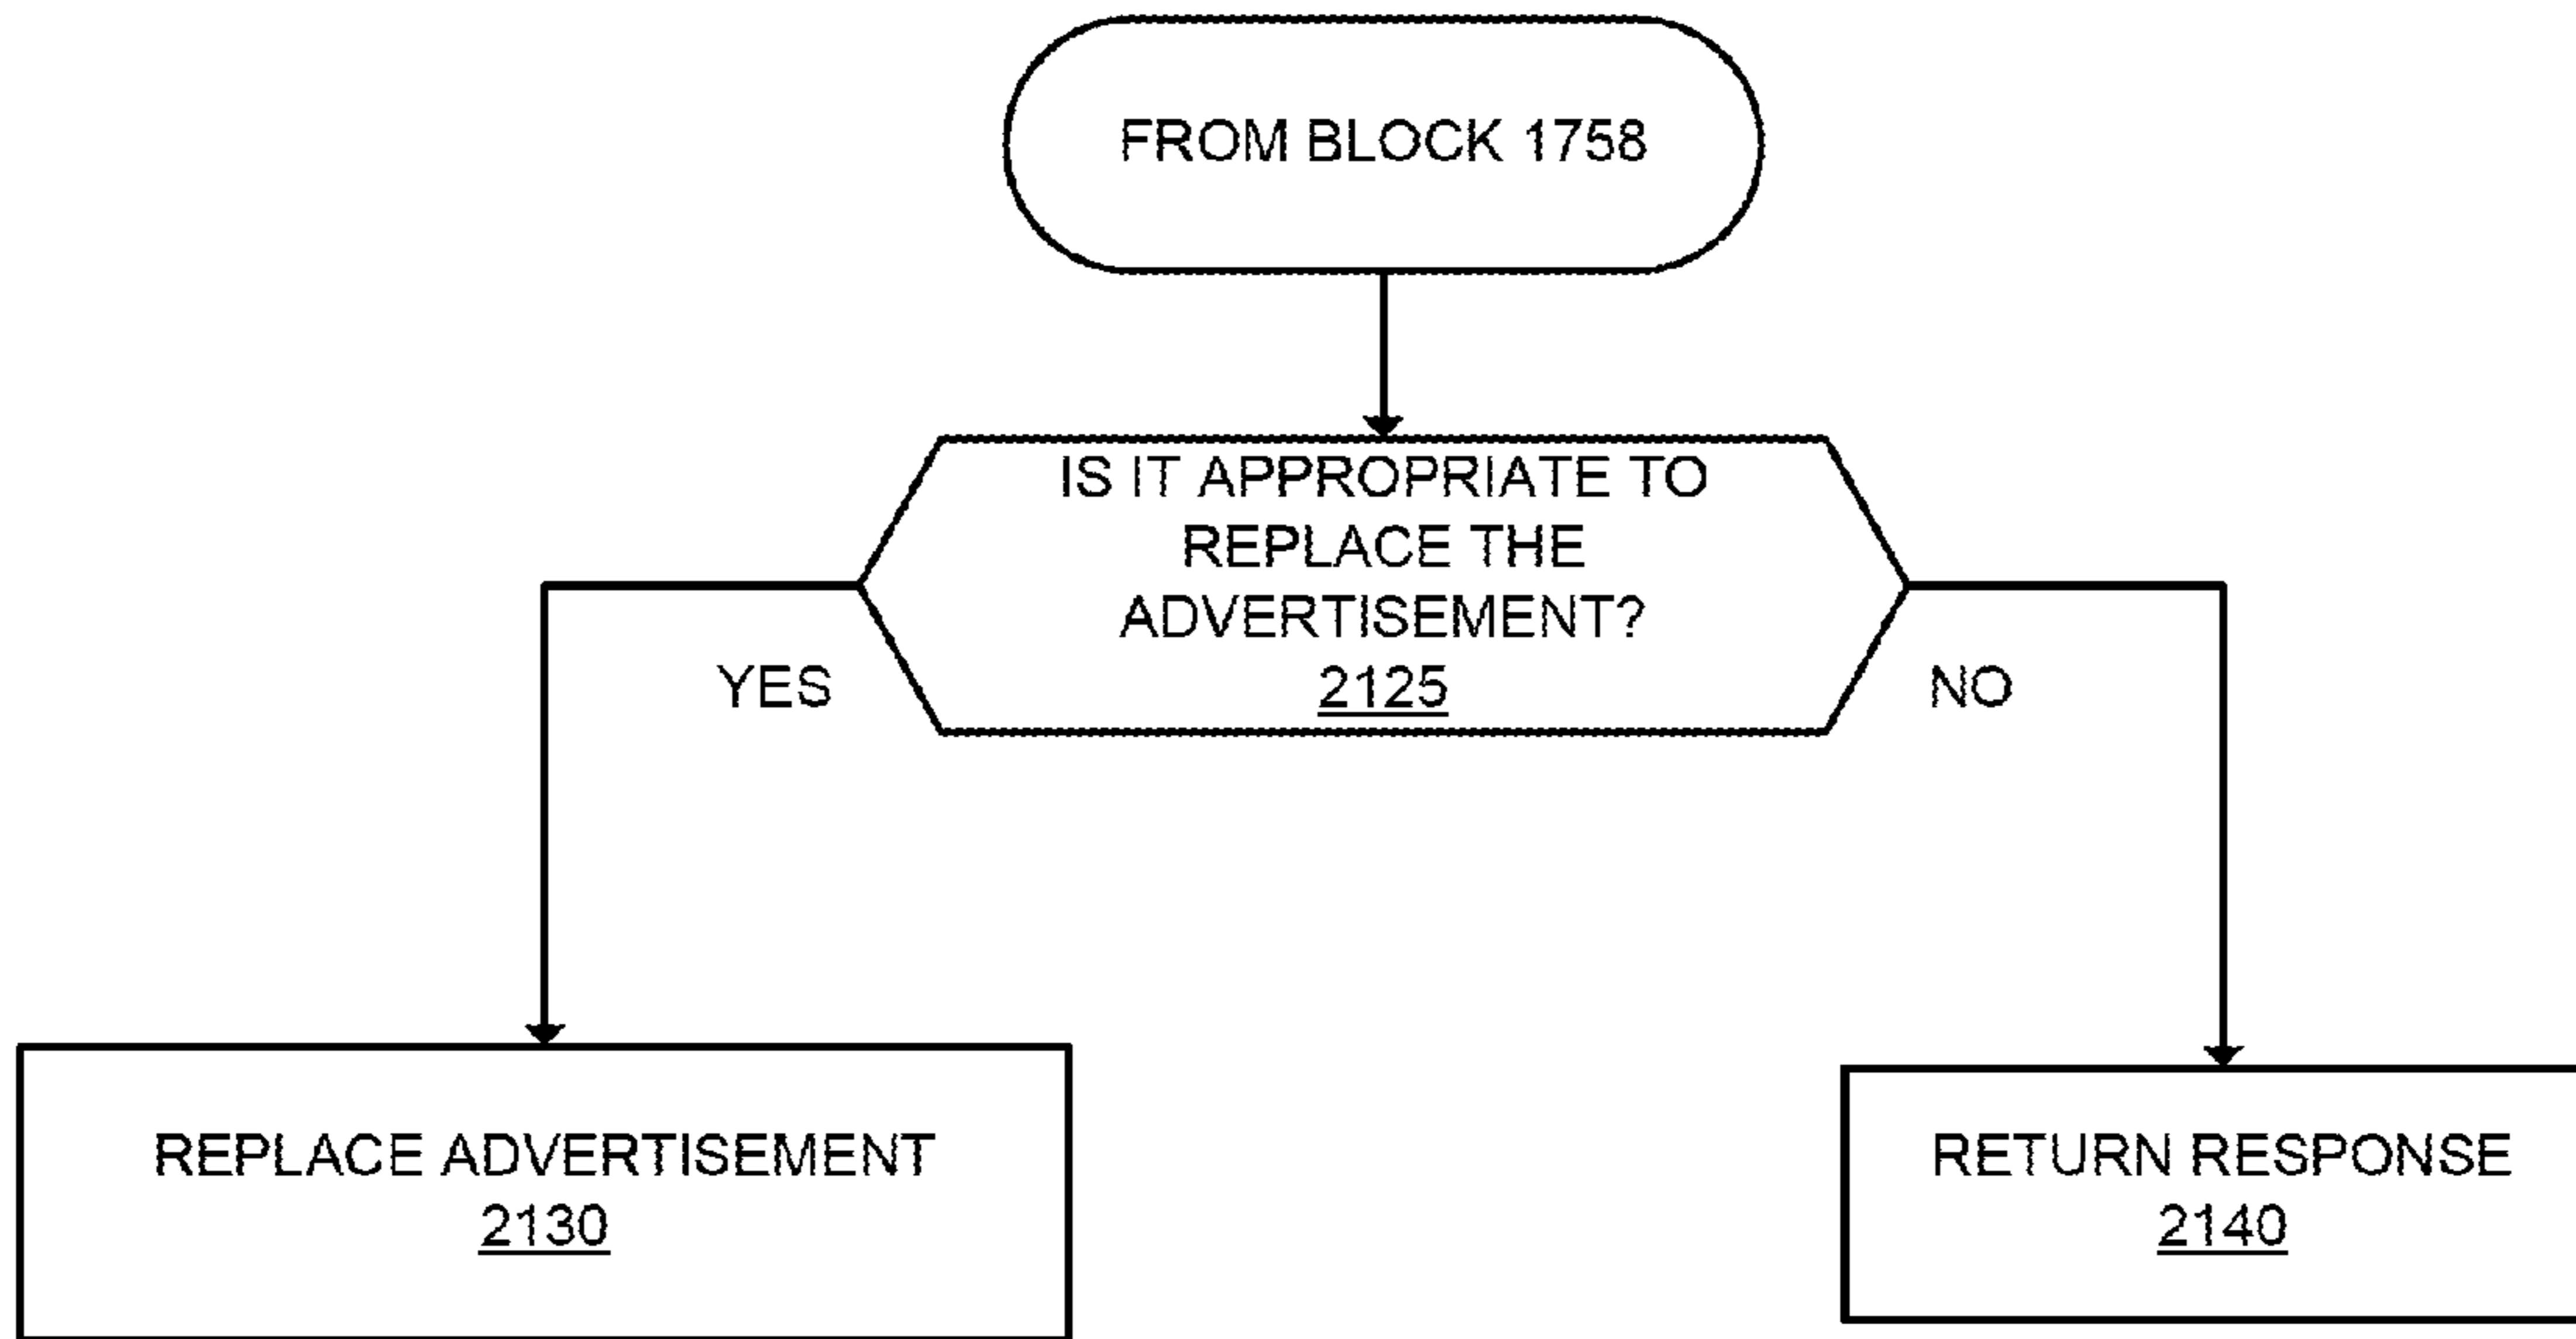 FROM BLOCK 1758
IS IT APPROPRIATE TO
REPLACE THE
ADVERTISEMENT?
2125
YES
NO
REPLACE ADVERTISEMENT
2130
RETURN RESPONSE
2140